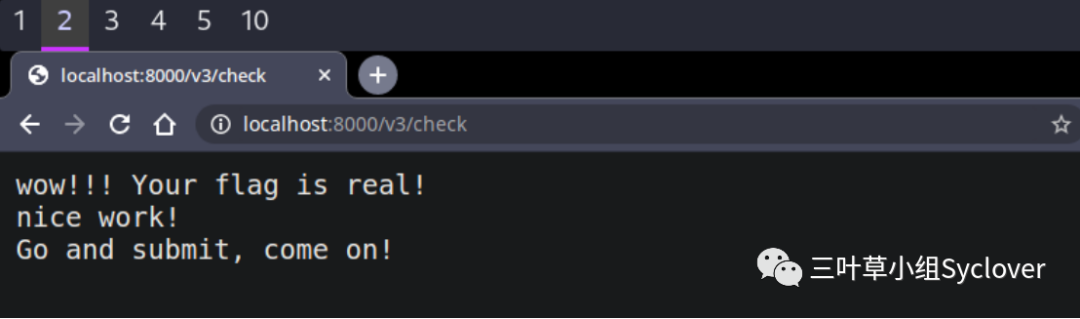 1 2 3 4 5 10
localhost:8000/v3/check
localhost:8000/v3/check
wow!!! Your flag is real!
nice work!
Go and submit, come on!
三叶草小组Syclover